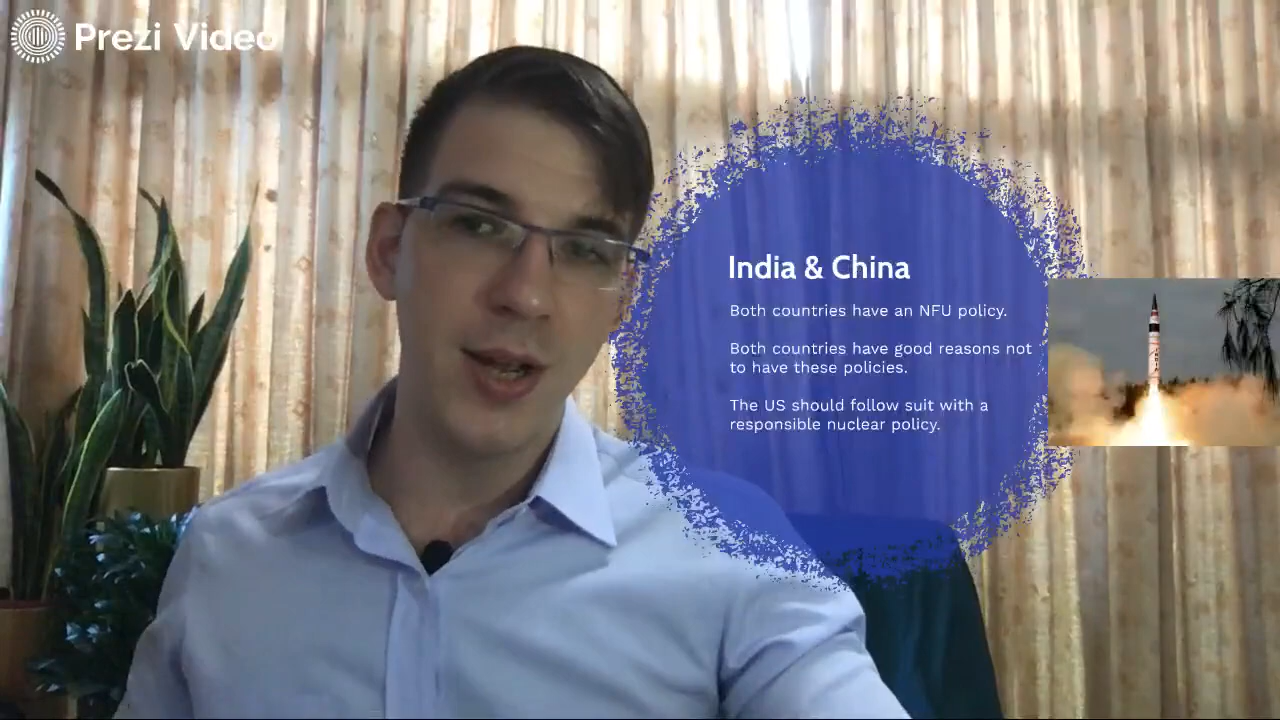 Prezi Video
India & China
Both countries have an NFU policy.
Both countries have good reasons not
to have these policies.
The US should follow suit with a
responsible nuclear policy.
INDIA